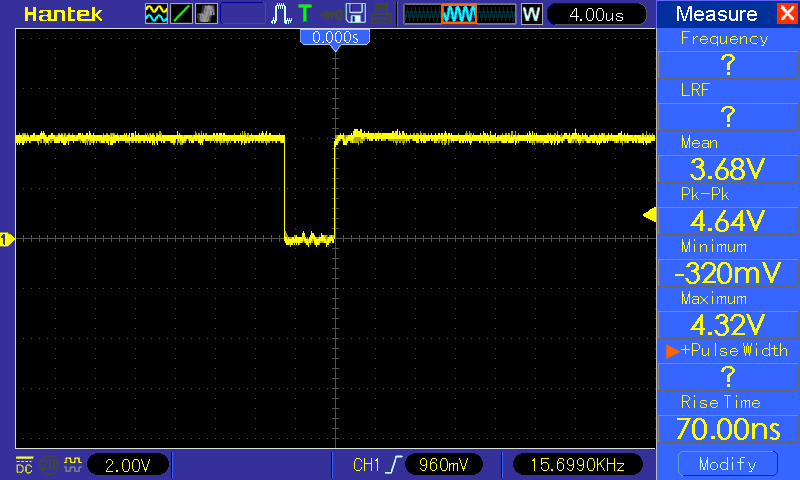 Hantek T W 4.00us Measure
0.000s
Frequency
?
LRF
?
Mean
3.68V
Pk-Pk
4.64V
Minimum
-320mV
Maximum
4.32V
+Pulse Width
?
Rise Time
70.00ns
1
DC 2.00V CH1 960mV 15.6990KHz Modify